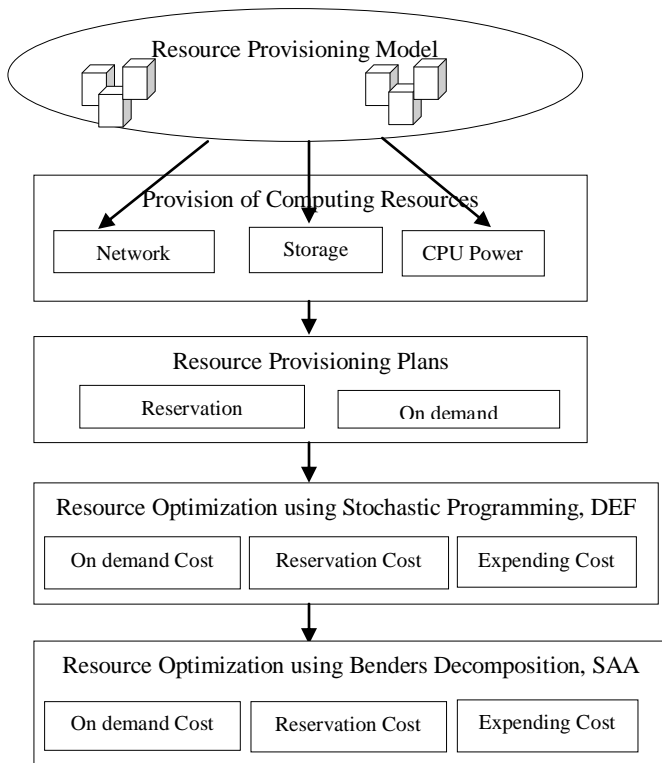 Resource Provisioning Model
Provision of Computing Resources
Network
Storage
CPU Power
Resource Provisioning Plans
Reservation
On demand
Resource Optimization using Stochastic Programming, DEF
On demand Cost
Reservation Cost
Expending Cost
Resource Optimization using Benders Decomposition, SAA
On demand Cost
Reservation Cost
Expending Cost